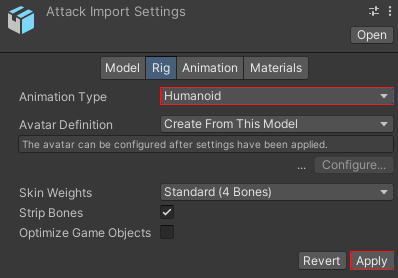 Attack Import Settings
Open
Model Rig Animation Materials
Animation Type Humanoid
Avatar Definition Create From This Model
The avatar can be configured after settings have been applied.
... Configure...
Skin Weights Standard (4 Bones)
Strip Bones
Optimize Game Objects
Revert Apply